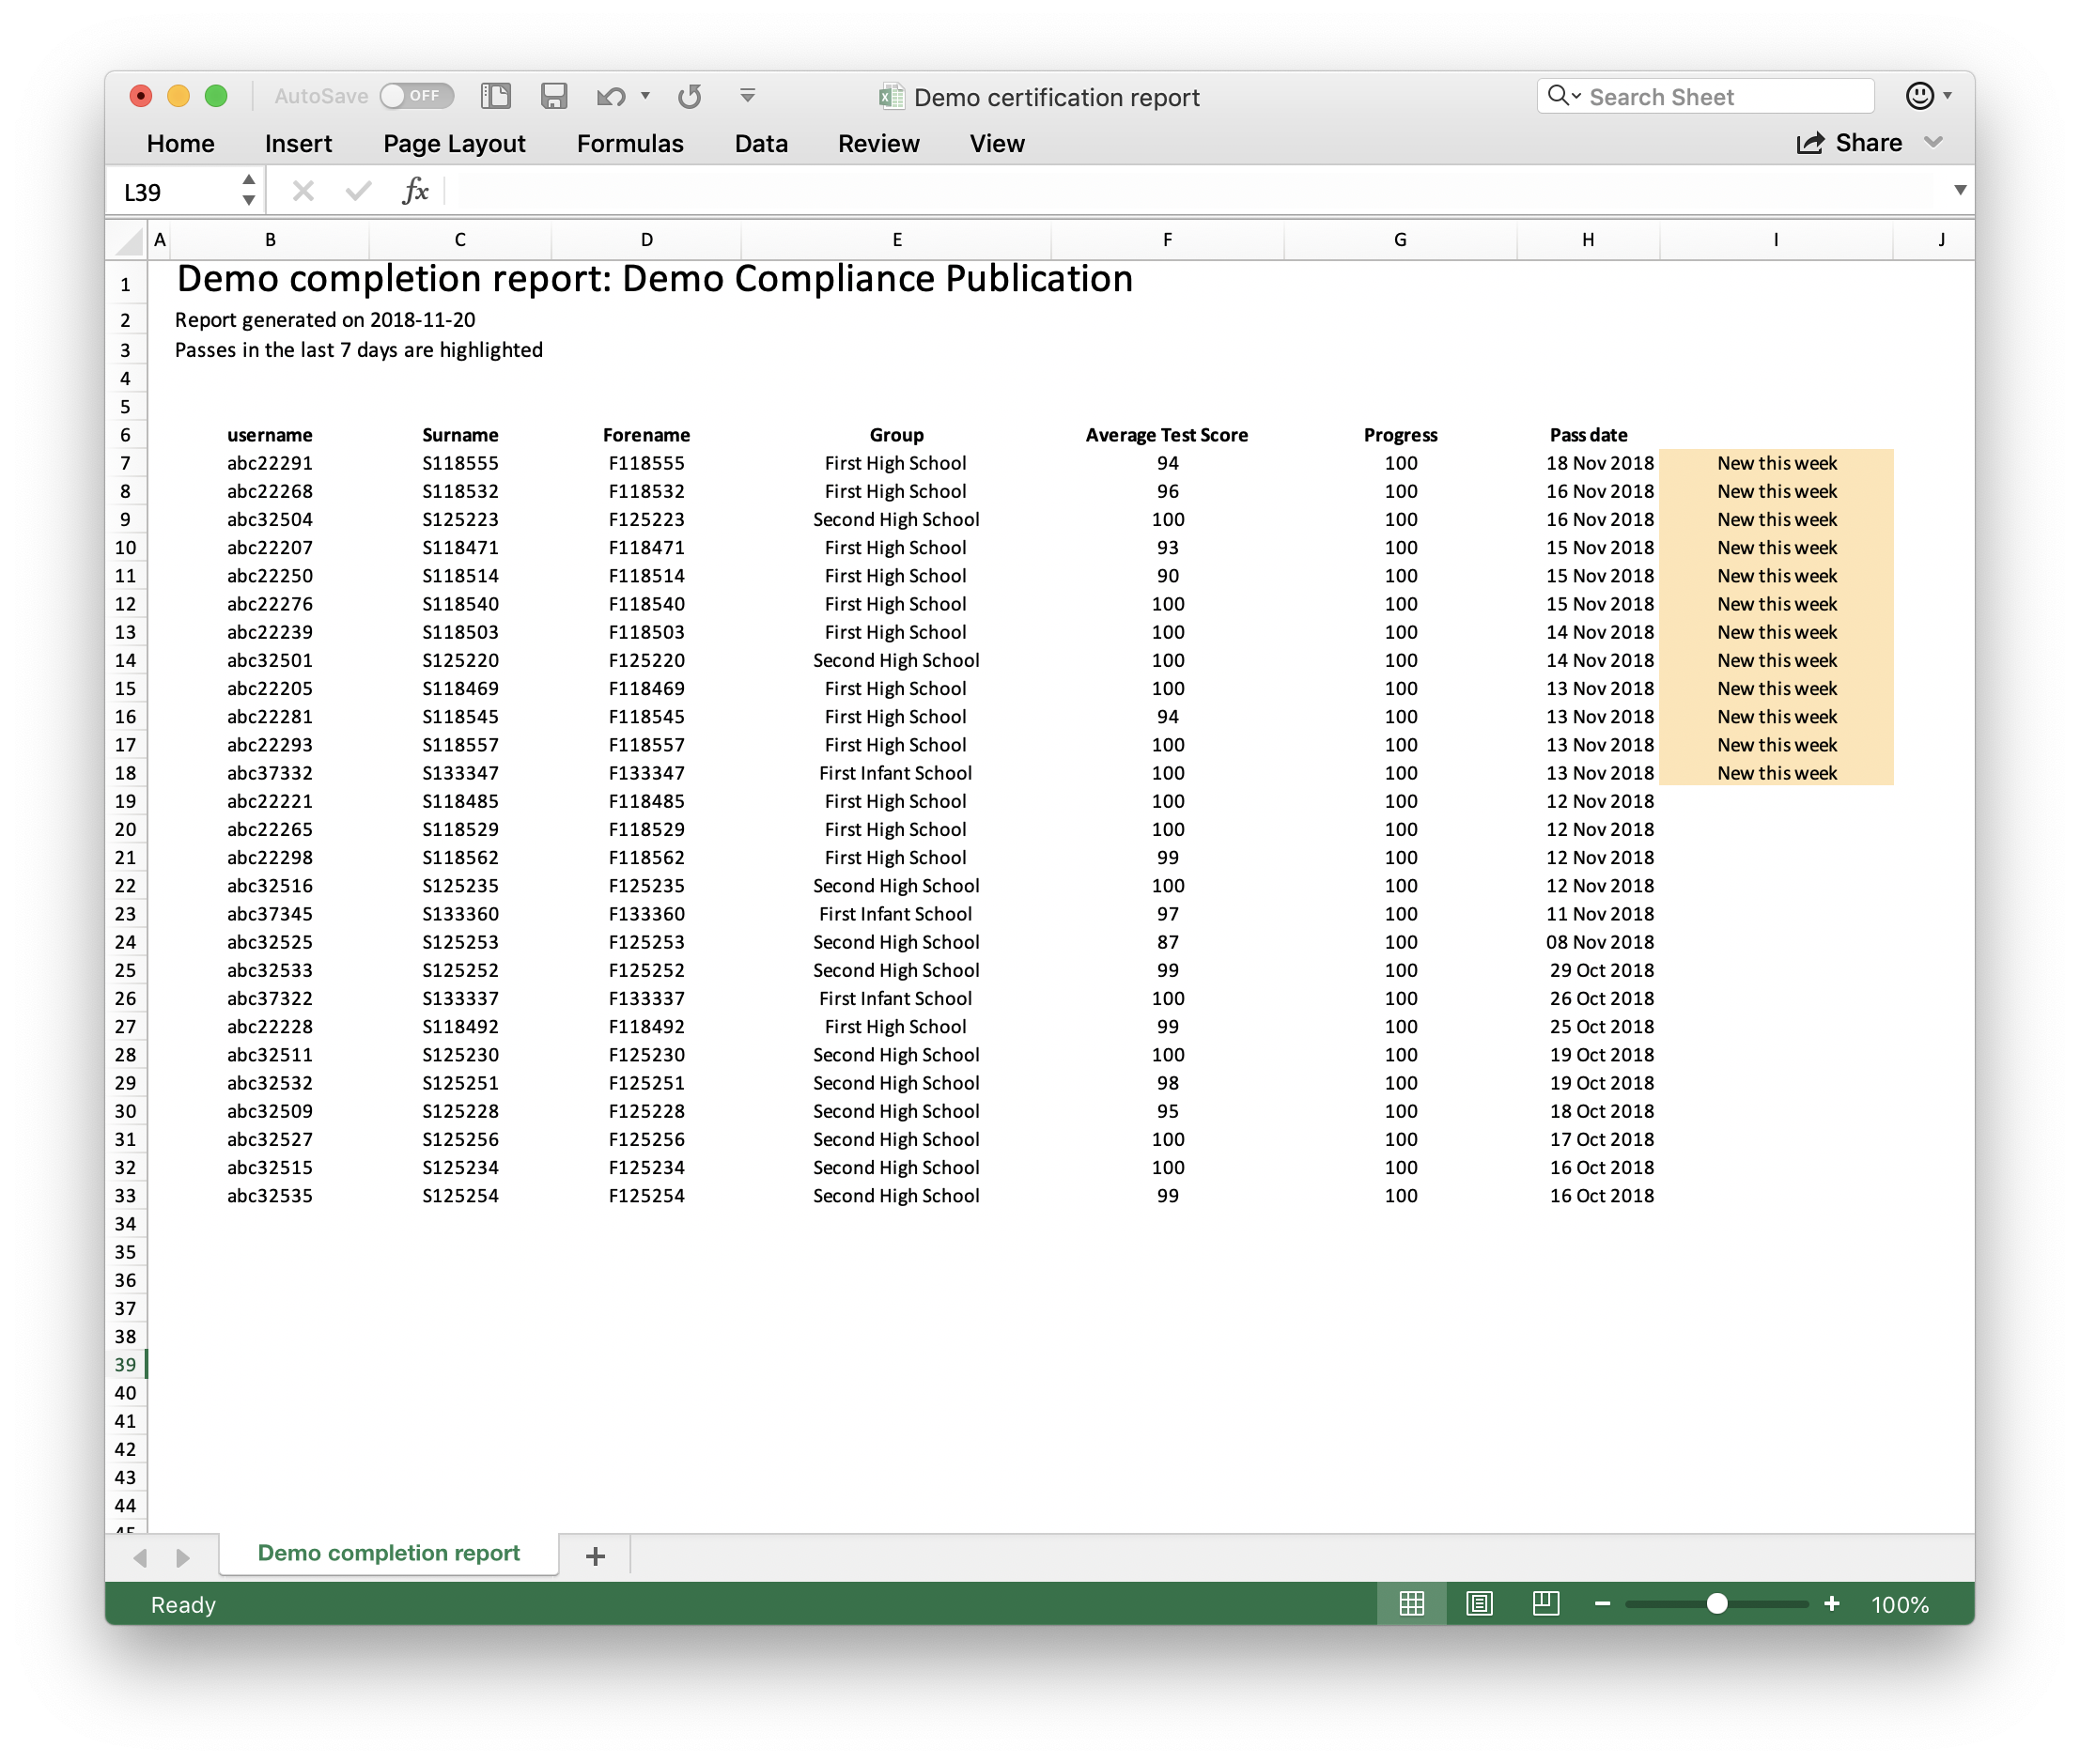 AutoSave OFF Demo certification report Search Sheet
Home Insert Page Layout Formulas Data Review View Share
L39 fx
A B C D E F G H I J
1 Demo completion report: Demo Compliance Publication
2 Report generated on 2018-11-20
3 Passes in the last 7 days are highlighted
4
5
6 username Surname Forename Group Average Test Score Progress Pass date
7 abc22291 S118555 F118555 First High School 94 100 18 Nov 2018 New this week
8 abc22268 S118532 F118532 First High School 96 100 16 Nov 2018 New this week
9 abc32504 S125223 F125223 Second High School 100 100 16 Nov 2018 New this week
10 abc22207 S118471 F118471 First High School 93 100 15 Nov 2018 New this week
11 abc22250 S118514 F118514 First High School 90 100 15 Nov 2018 New this week
12 abc22276 S118540 F118540 First High School 100 100 15 Nov 2018 New this week
13 abc22239 S118503 F118503 First High School 100 100 14 Nov 2018 New this week
14 abc32501 S125220 F125220 Second High School 100 100 14 Nov 2018 New this week
15 abc22205 S118469 F118469 First High School 100 100 13 Nov 2018 New this week
16 abc22281 S118545 F118545 First High School 94 100 13 Nov 2018 New this week
17 abc22293 S118557 F118557 First High School 100 100 13 Nov 2018 New this week
18 abc37332 S133347 F133347 First Infant School 100 100 13 Nov 2018 New this week
19 abc22221 S118485 F118485 First High School 100 100 12 Nov 2018
20 abc22265 S118529 F118529 First High School 100 100 12 Nov 2018
21 abc22298 S118562 F118562 First High School 99 100 12 Nov 2018
22 abc32516 S125235 F125235 Second High School 100 100 12 Nov 2018
23 abc37345 S133360 F133360 First Infant School 97 100 11 Nov 2018
24 abc32525 S125253 F125253 Second High School 87 100 08 Nov 2018
25 abc32533 S125252 F125252 Second High School 99 100 29 Oct 2018
26 abc37322 S133337 F133337 First Infant School 100 100 26 Oct 2018
27 abc22228 S118492 F118492 First High School 99 100 25 Oct 2018
28 abc32511 S125230 F125230 Second High School 100 100 19 Oct 2018
29 abc32532 S125251 F125251 Second High School 98 100 19 Oct 2018
30 abc32509 S125228 F125228 Second High School 95 100 18 Oct 2018
31 abc32527 S125256 F125256 Second High School 100 100 17 Oct 2018
32 abc32515 S125234 F125234 Second High School 100 100 16 Oct 2018
33 abc32535 S125254 F125254 Second High School 99 100 16 Oct 2018
34
35
36
37
38
39
40
41
42
43
44
45
Demo completion report +
Ready 100%